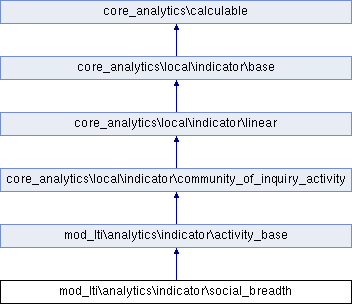 core_analytics\calculable
core_analytics\local\indicator\base
core_analytics\local\indicator\linear
core_analytics\local\indicator\community_of_inquiry_activity
mod_lti\analytics\indicator\activity_base
mod_lti\analytics\indicator\social_breadth